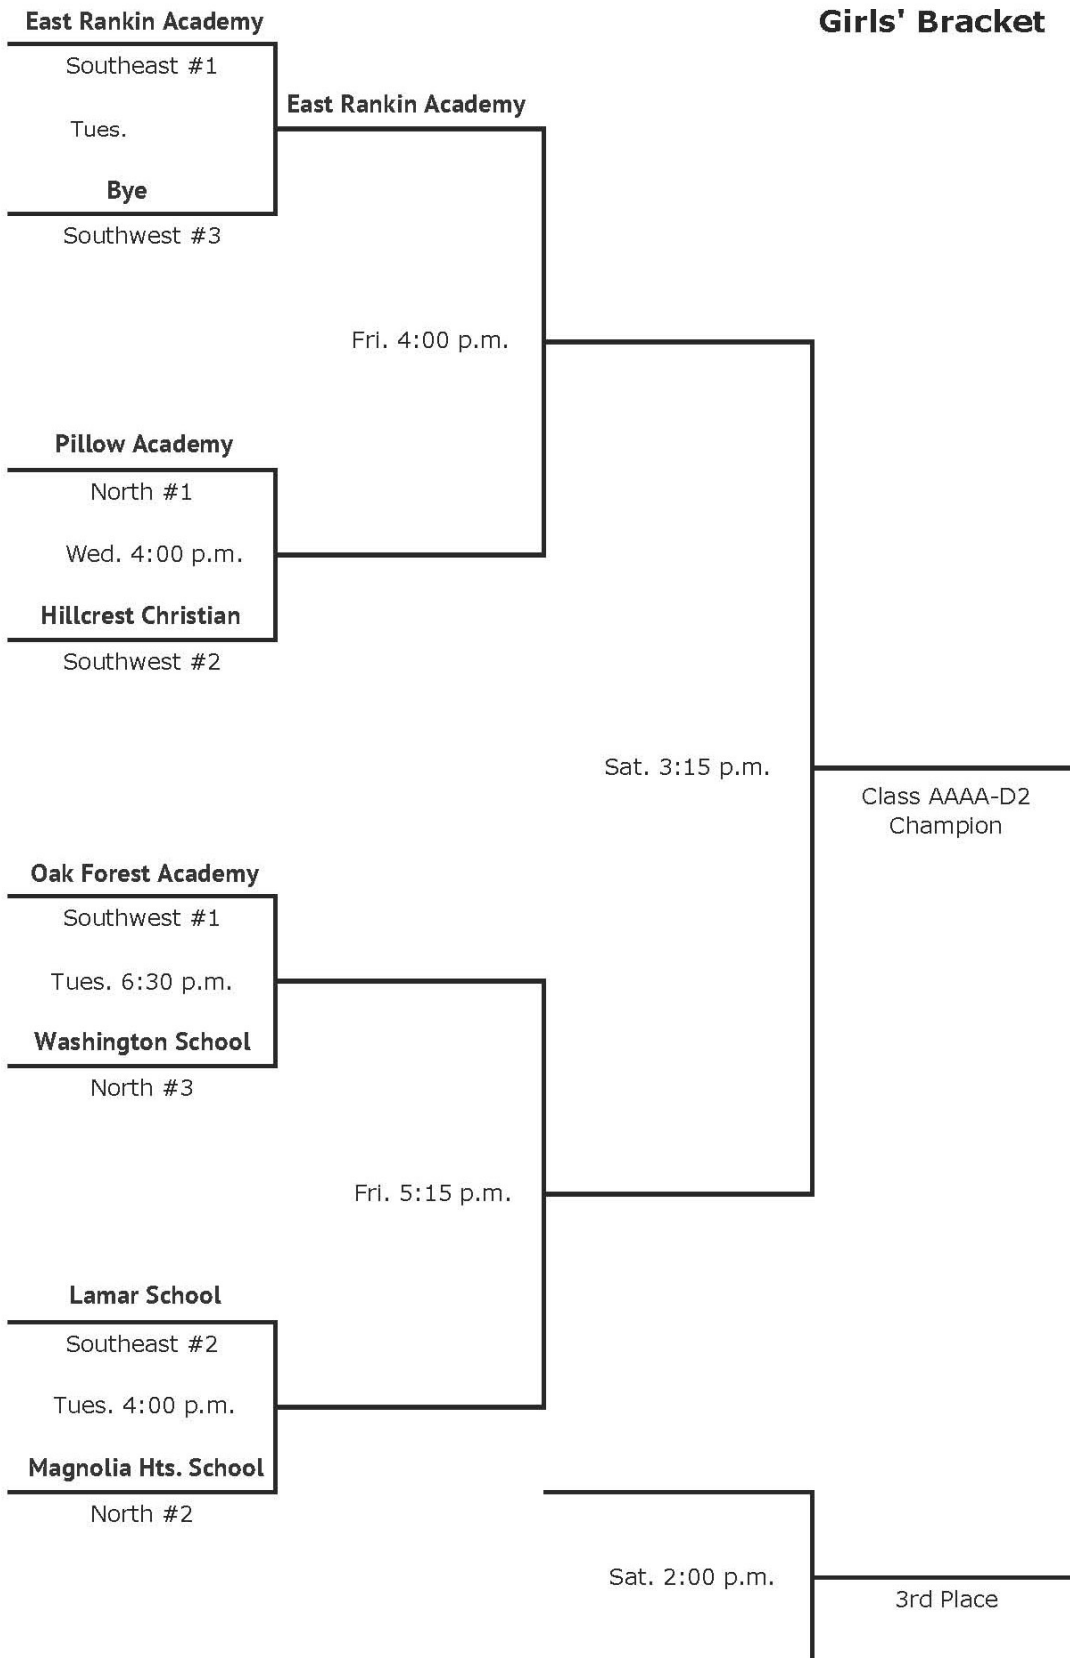 Girls' Bracket
East Rankin Academy
Southeast #1
East Rankin Academy
Tues.
Bye
Southwest #3
Fri. 4:00 p.m.
Pillow Academy
North #1
Wed. 4:00 p.m.
Hillcrest Christian
Southwest #2
Sat. 3:15 p.m.
Class AAAA-D2
Champion
Oak Forest Academy
Southwest #1
Tues. 6:30 p.m.
Washington School
North #3
Fri. 5:15 p.m.
Lamar School
Southeast #2
Tues. 4:00 p.m.
Magnolia Hts. School
North #2
Sat. 2:00 p.m.
3rd Place